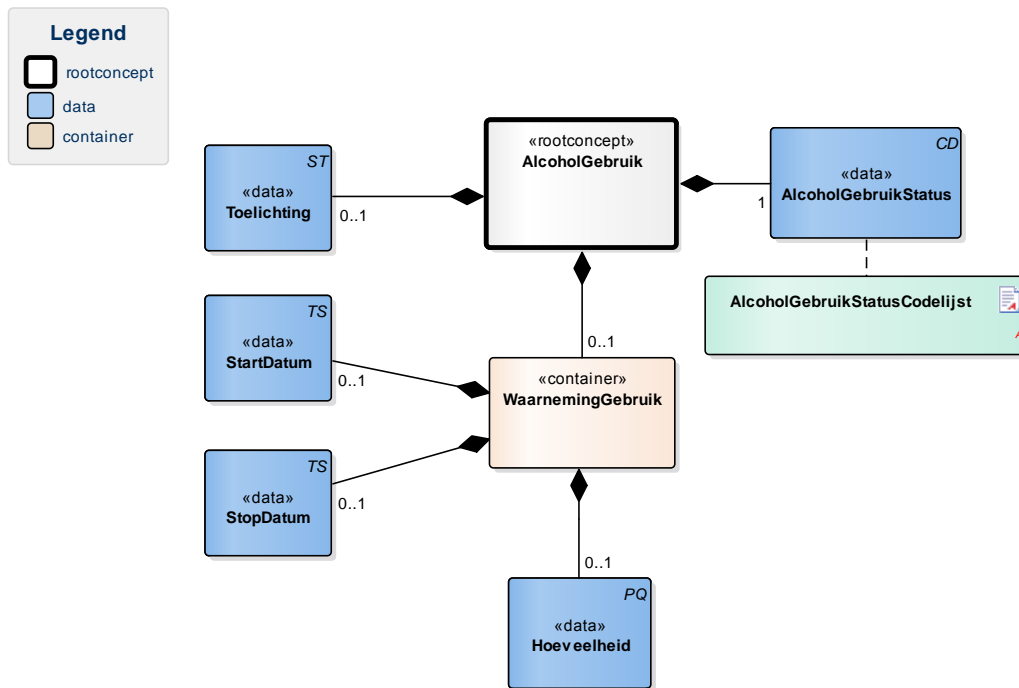 Legend
rootconcept
data
container
«rootconcept»
AlcoholGebruik
ST
«data»
Toelichting
0..1
CD
«data»
AlcoholGebruikStatus
1
AlcoholGebruikStatusCodelijst
TS
«data»
StartDatum
0..1
0..1
«container»
WaarnemingGebruik
TS
«data»
StopDatum
0..1
0..1
PQ
«data»
Hoeveelheid